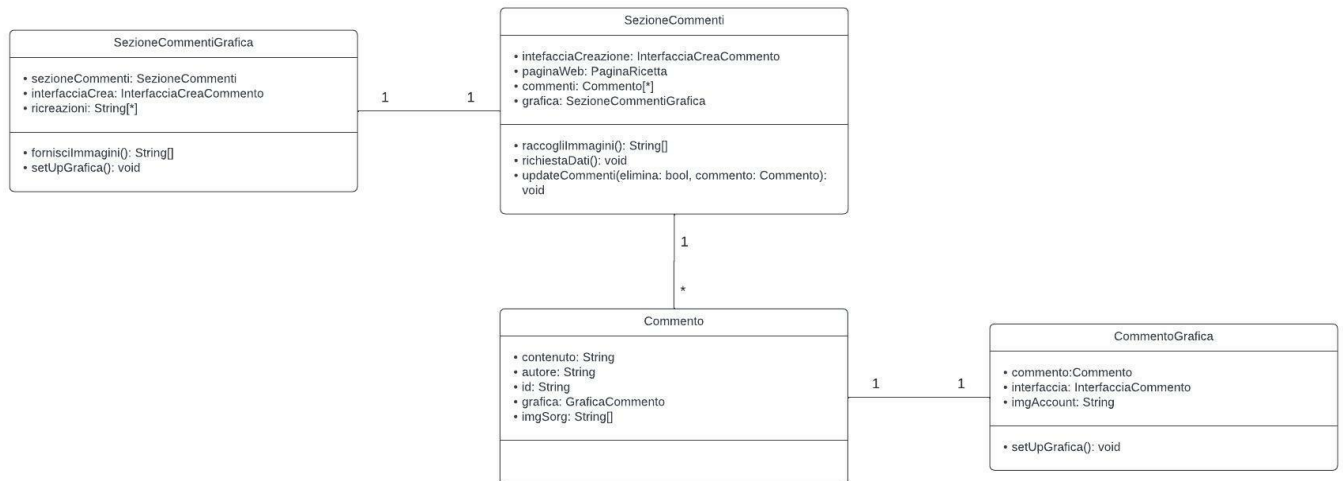 SezioneCommentiGrafica
• sezioneCommenti: SezioneCommenti
• interfacciaCrea: InterfacciaCreaCommento
• ricreazioni: String[*]
• fornisciImmagini(): String[]
• setUpGrafica(): void
1 1
SezioneCommenti
• intefacciaCreazione: InterfacciaCreaCommento
• paginaWeb: PaginaRicetta
• commenti: Commento[*]
• grafica: SezioneCommentiGrafica
• raccogliImmagini(): String[]
• richiestaDati(): void
• updateCommenti(elimina: bool, commento: Commento):
void
1
*
Commento
• contenuto: String
• autore: String
• id: String
• grafica: GraficaCommento
• imgSorg: String[]
1 1
CommentoGrafica
• commento:Commento
• interfaccia: InterfacciaCommento
• imgAccount: String
• setUpGrafica(): void